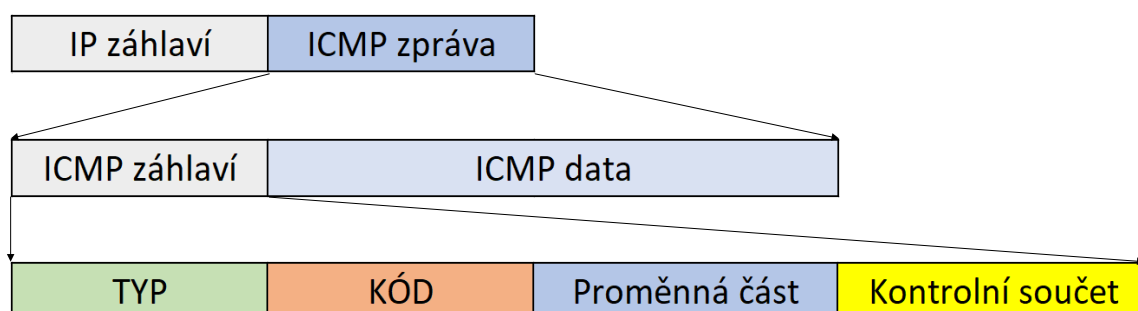 IP záhlaví ICMP zpráva
ICMP záhlaví ICMP data
TYP KÓD Proměnná část Kontrolní součet